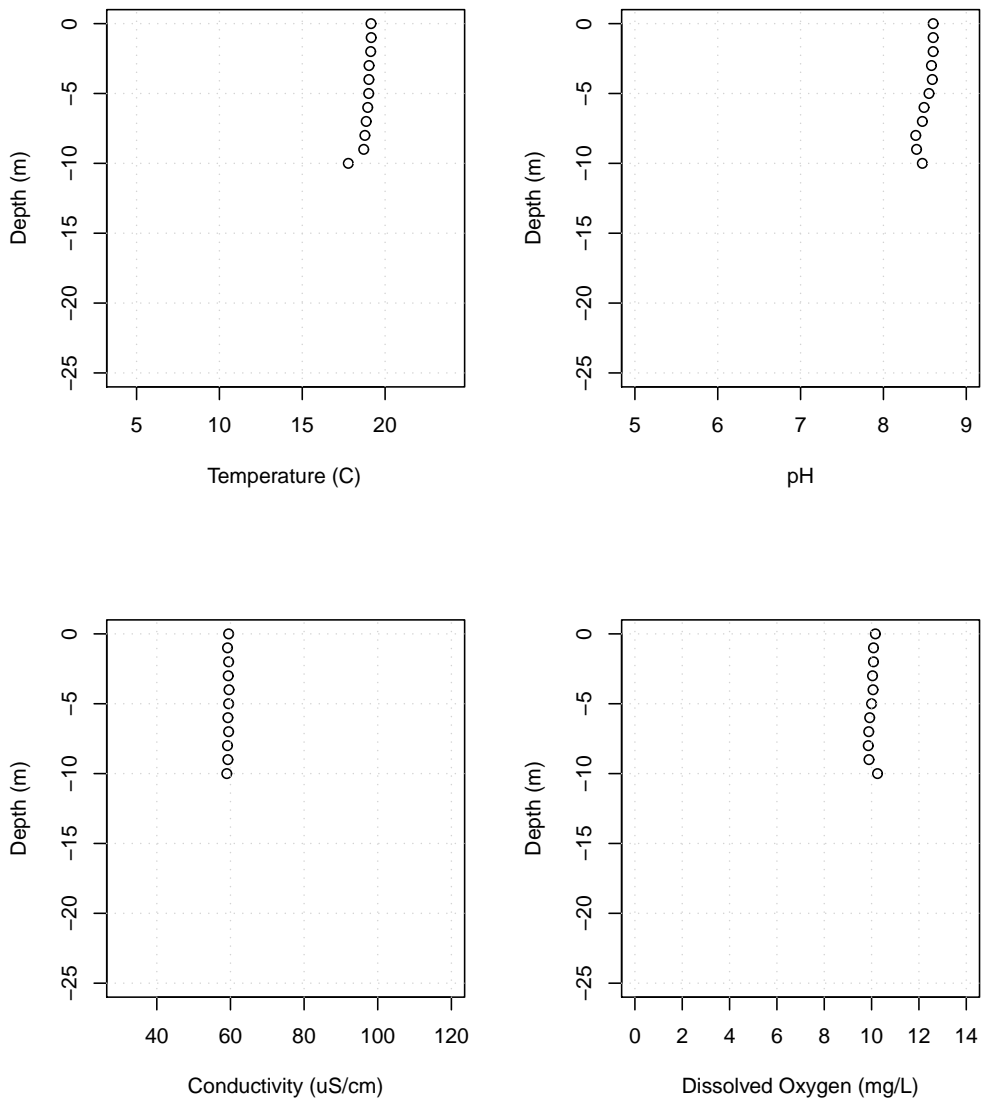 0
−5
−10
−15
−20
−25
Depth (m)
5 10 15 20
Temperature (C)
0
−5
−10
−15
−20
−25
Depth (m)
5 6 7 8 9
pH
0
−5
−10
−15
−20
−25
Depth (m)
40 60 80 100 120
Conductivity (uS/cm)
0
−5
−10
−15
−20
−25
Depth (m)
0 2 4 6 8 10 12 14
Dissolved Oxygen (mg/L)